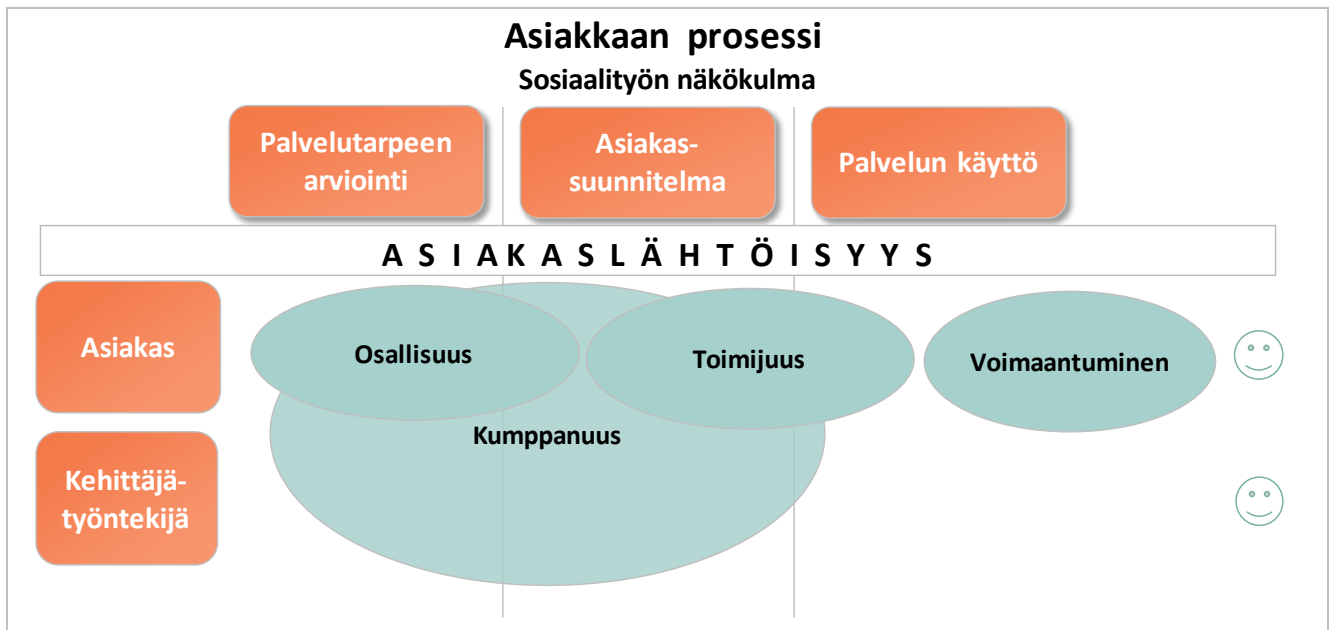 Asiakkaan prosessi
Sosiaalityön näkökulma
Palvelutarpeen
arviointi
Asiakas-
suunnitelma
Palvelun käyttö
A S I A K A S L Ä H T Ö I S Y Y S
Asiakas
Osallisuus
Toimijuus
Voimaantuminen
Kumppanuus
Kehittäjä-
työntekijä